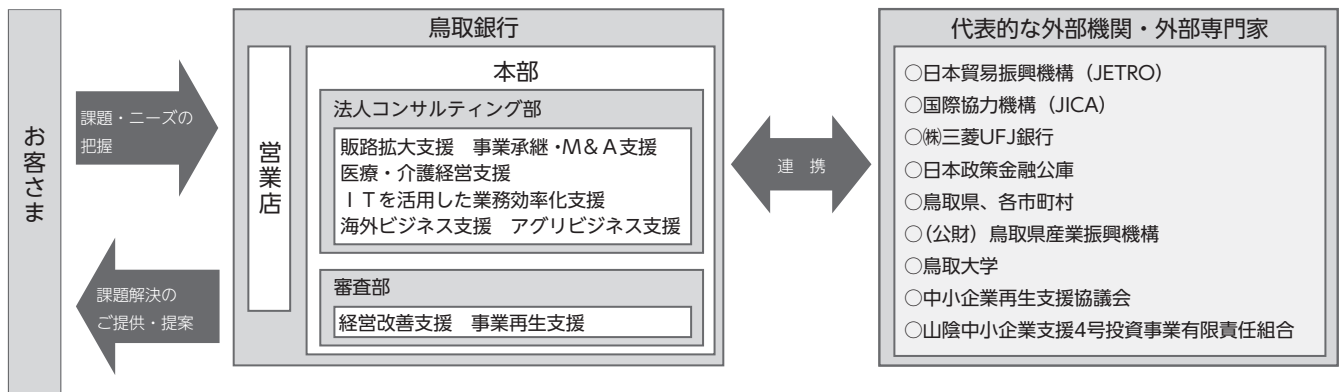 お客さま
課題・ニーズの
把握
課題解決の
ご提供・提案
鳥取銀行
営業店
本部
法人コンサルティング部
販路拡大支援 事業承継・M&A支援
医療・介護経営支援
ITを活用した業務効率化支援
海外ビジネス支援 アグリビジネス支援
審査部
経営改善支援 事業再生支援
連 携
代表的な外部機関・外部専門家
○日本貿易振興機構(JETRO)
○国際協力機構(JICA)
○㈱三菱UFJ銀行
○日本政策金融公庫
○鳥取県、各市町村
○(公財)鳥取県産業振興機構
○鳥取大学
○中小企業再生支援協議会
○山陰中小企業支援4号投資事業有限責任組合